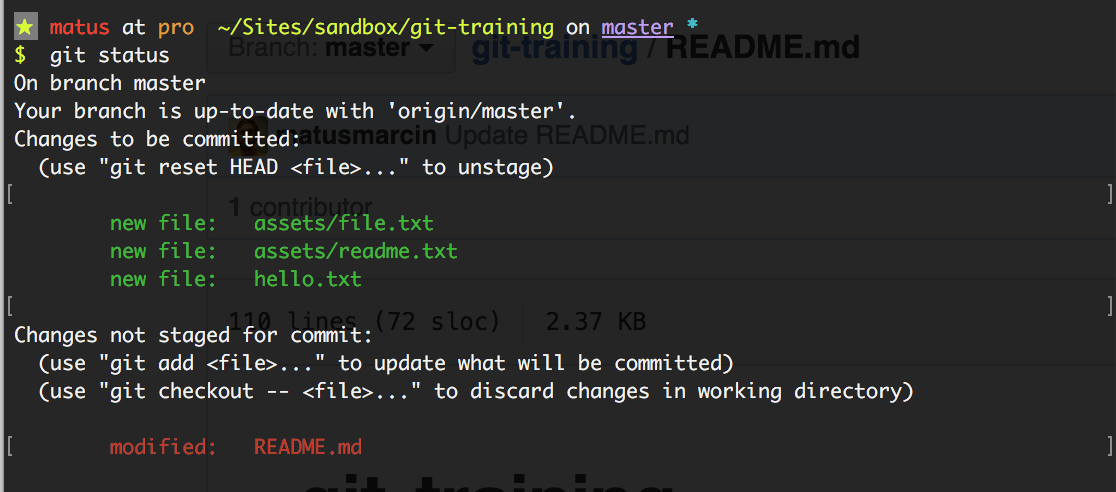 ★ matus at pro ~/Sites/sandbox/git-training on master *
Branch: master git-training / README.md
$ git status
On branch master
Your branch is up-to-date with 'origin/master'.
matusmarcin Update README.md
Changes to be committed:
(use "git reset HEAD <file>..." to unstage)
[ ]
1 contributor
new file: assets/file.txt
new file: assets/readme.txt
new file: hello.txt
[ ]
110 lines (72 sloc) 2.37 KB
Changes not staged for commit:
(use "git add <file>..." to update what will be committed)
(use "git checkout -- <file>..." to discard changes in working directory)
[ modified: README.md ]
git-training